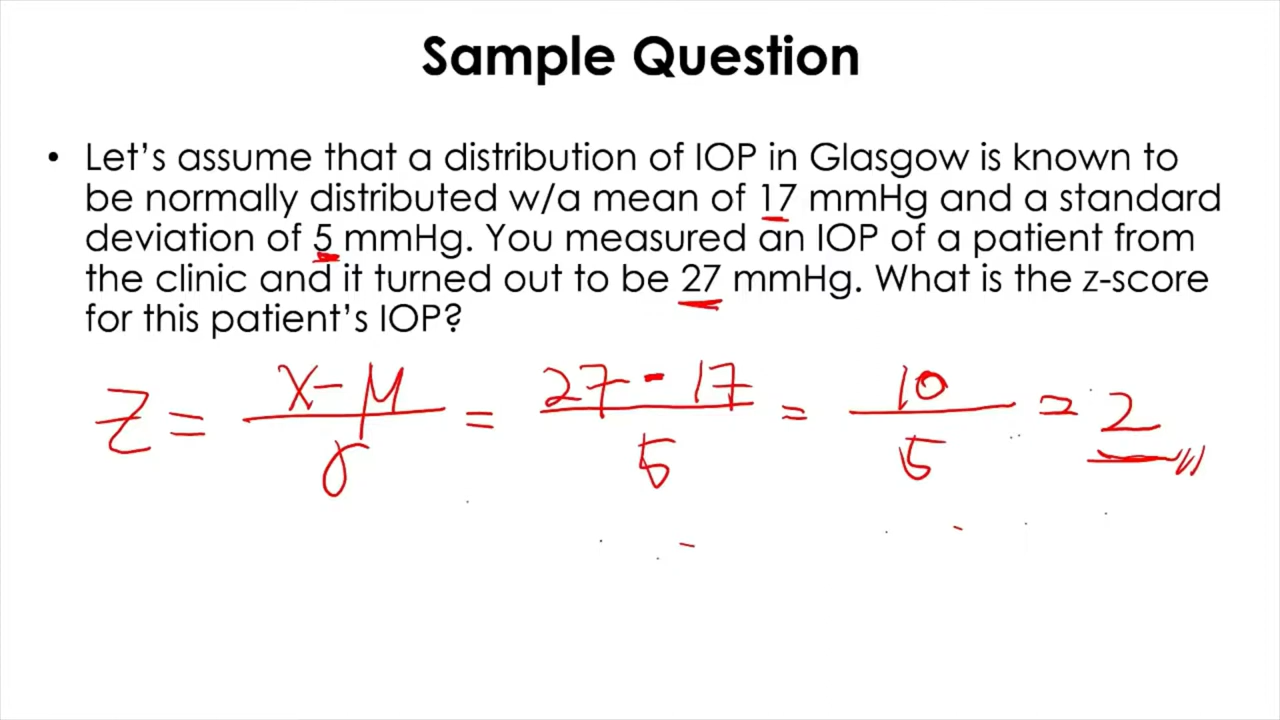 Sample Question
• Let’s assume that a distribution of IOP in Glasgow is known to
be normally distributed w/a mean of 17 mmHg and a standard
deviation of 5 mmHg. You measured an IOP of a patient from
the clinic and it turned out to be 27 mmHg. What is the z-score
for this patient’s IOP?
Z = (X - μ) / σ = (27 - 17) / 5 = 10 / 5 = 2